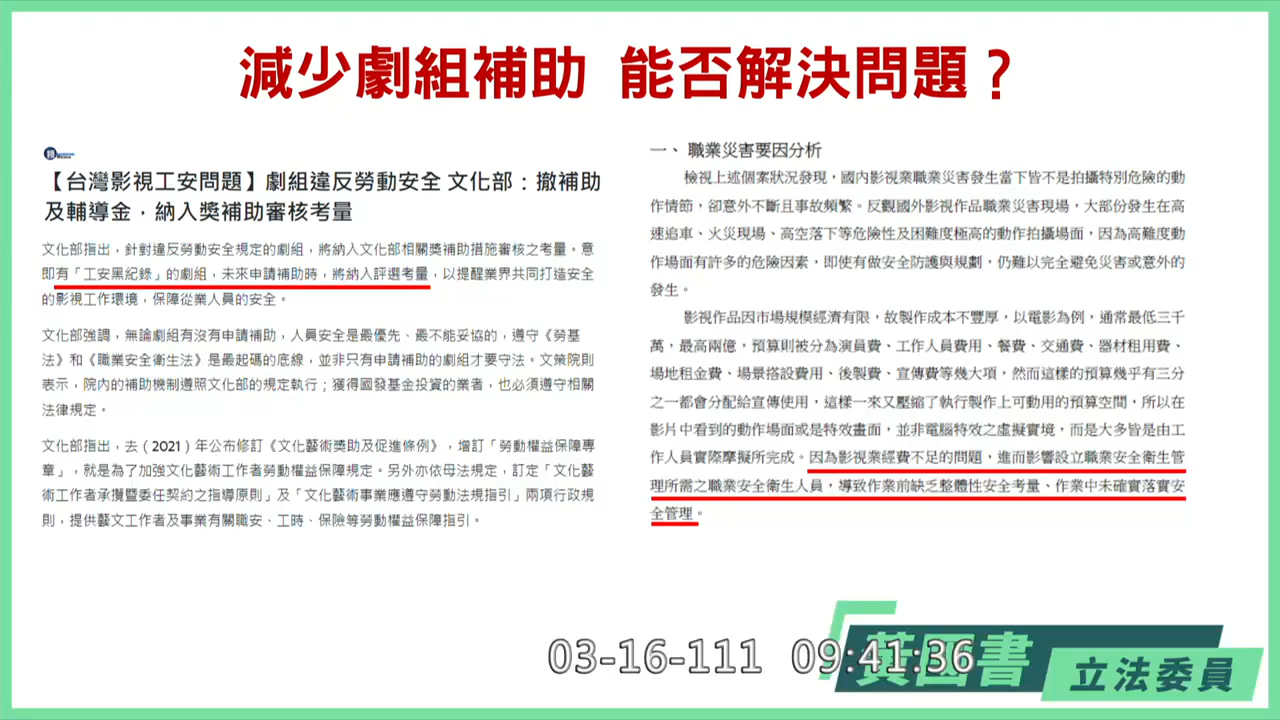 減少劇組補助 能否解決問題？
【台灣影視工安問題】劇組違反勞動安全 文化部：撤補助
及輔導金，納入獎補助審核考量
文化部指出，針對違反勞動安全規定的劇組，將納入文化部相關獎補助措施審核之考量。意
即有「工安黑紀錄」的劇組，未來申請補助時，將納入評選考量，以提醒業界共同打造安全
的影視工作環境，保障從業人員的安全。
文化部強調，無論劇組有沒有申請補助，人員安全是最優先、最不能妥協的，遵守《勞基
法》和《職業安全衛生法》是最起碼的底線，並非只有申請補助的劇組才要守法。文策院則
表示，院內的補助機制遵照文化部的規定執行；獲得國發基金投資的業者，也必須遵守相關
法律規定。
文化部指出，去（2021）年公布修訂《文化藝術獎助及促進條例》，增訂「勞動權益保障專
章」，就是為了加強文化藝術工作者勞動權益保障規定。另外亦依母法規定，訂定「文化藝
術工作者承攬暨委任契約之指導原則」及「文化藝術事業應遵守勞動法規指引」兩項行政規
則，提供藝文工作者及事業有關職安、工時、保險等勞動權益保障指引。
一、職業災害要因分析
檢視上述個案狀況發現，國內影視業職業災害發生當下皆不是拍攝特別危險的動
作情節，卻意外不斷且事故頻繁。反觀國外影視作品職業災害現場，大部份發生在高
速追車、火災現場、高空落下等危險性及困難度極高的動作拍攝場面，因為高難度動
作場面有許多的危險因素，即使有做安全防護與規劃，仍難以完全避免災害或意外的
發生。
影視作品因市場規模經濟有限，故製作成本不豐厚，以電影為例，通常最低三千
萬，最高兩億，預算則被分為演員費、工作人員費用、餐費、交通費、器材租用費、
場地租金費、場景搭設費用、後製費、宣傳費等幾大項，然而這樣的預算幾乎有三分
之一都會分配給宣傳使用，這樣一來又壓縮了執行製作上可動用的預算空間，所以在
影片中看到的動作場面或是特效畫面，並非電腦特效之虛擬實境，而是大多皆是由工
作人員實際摩擬所完成。因為影視業經費不足的問題，進而影響設立職業安全衛生管
理所需之職業安全衛生人員，導致作業前缺乏整體性安全考量、作業中未確實落實安
全管理。
03-16-111 09:41:36
立法委員